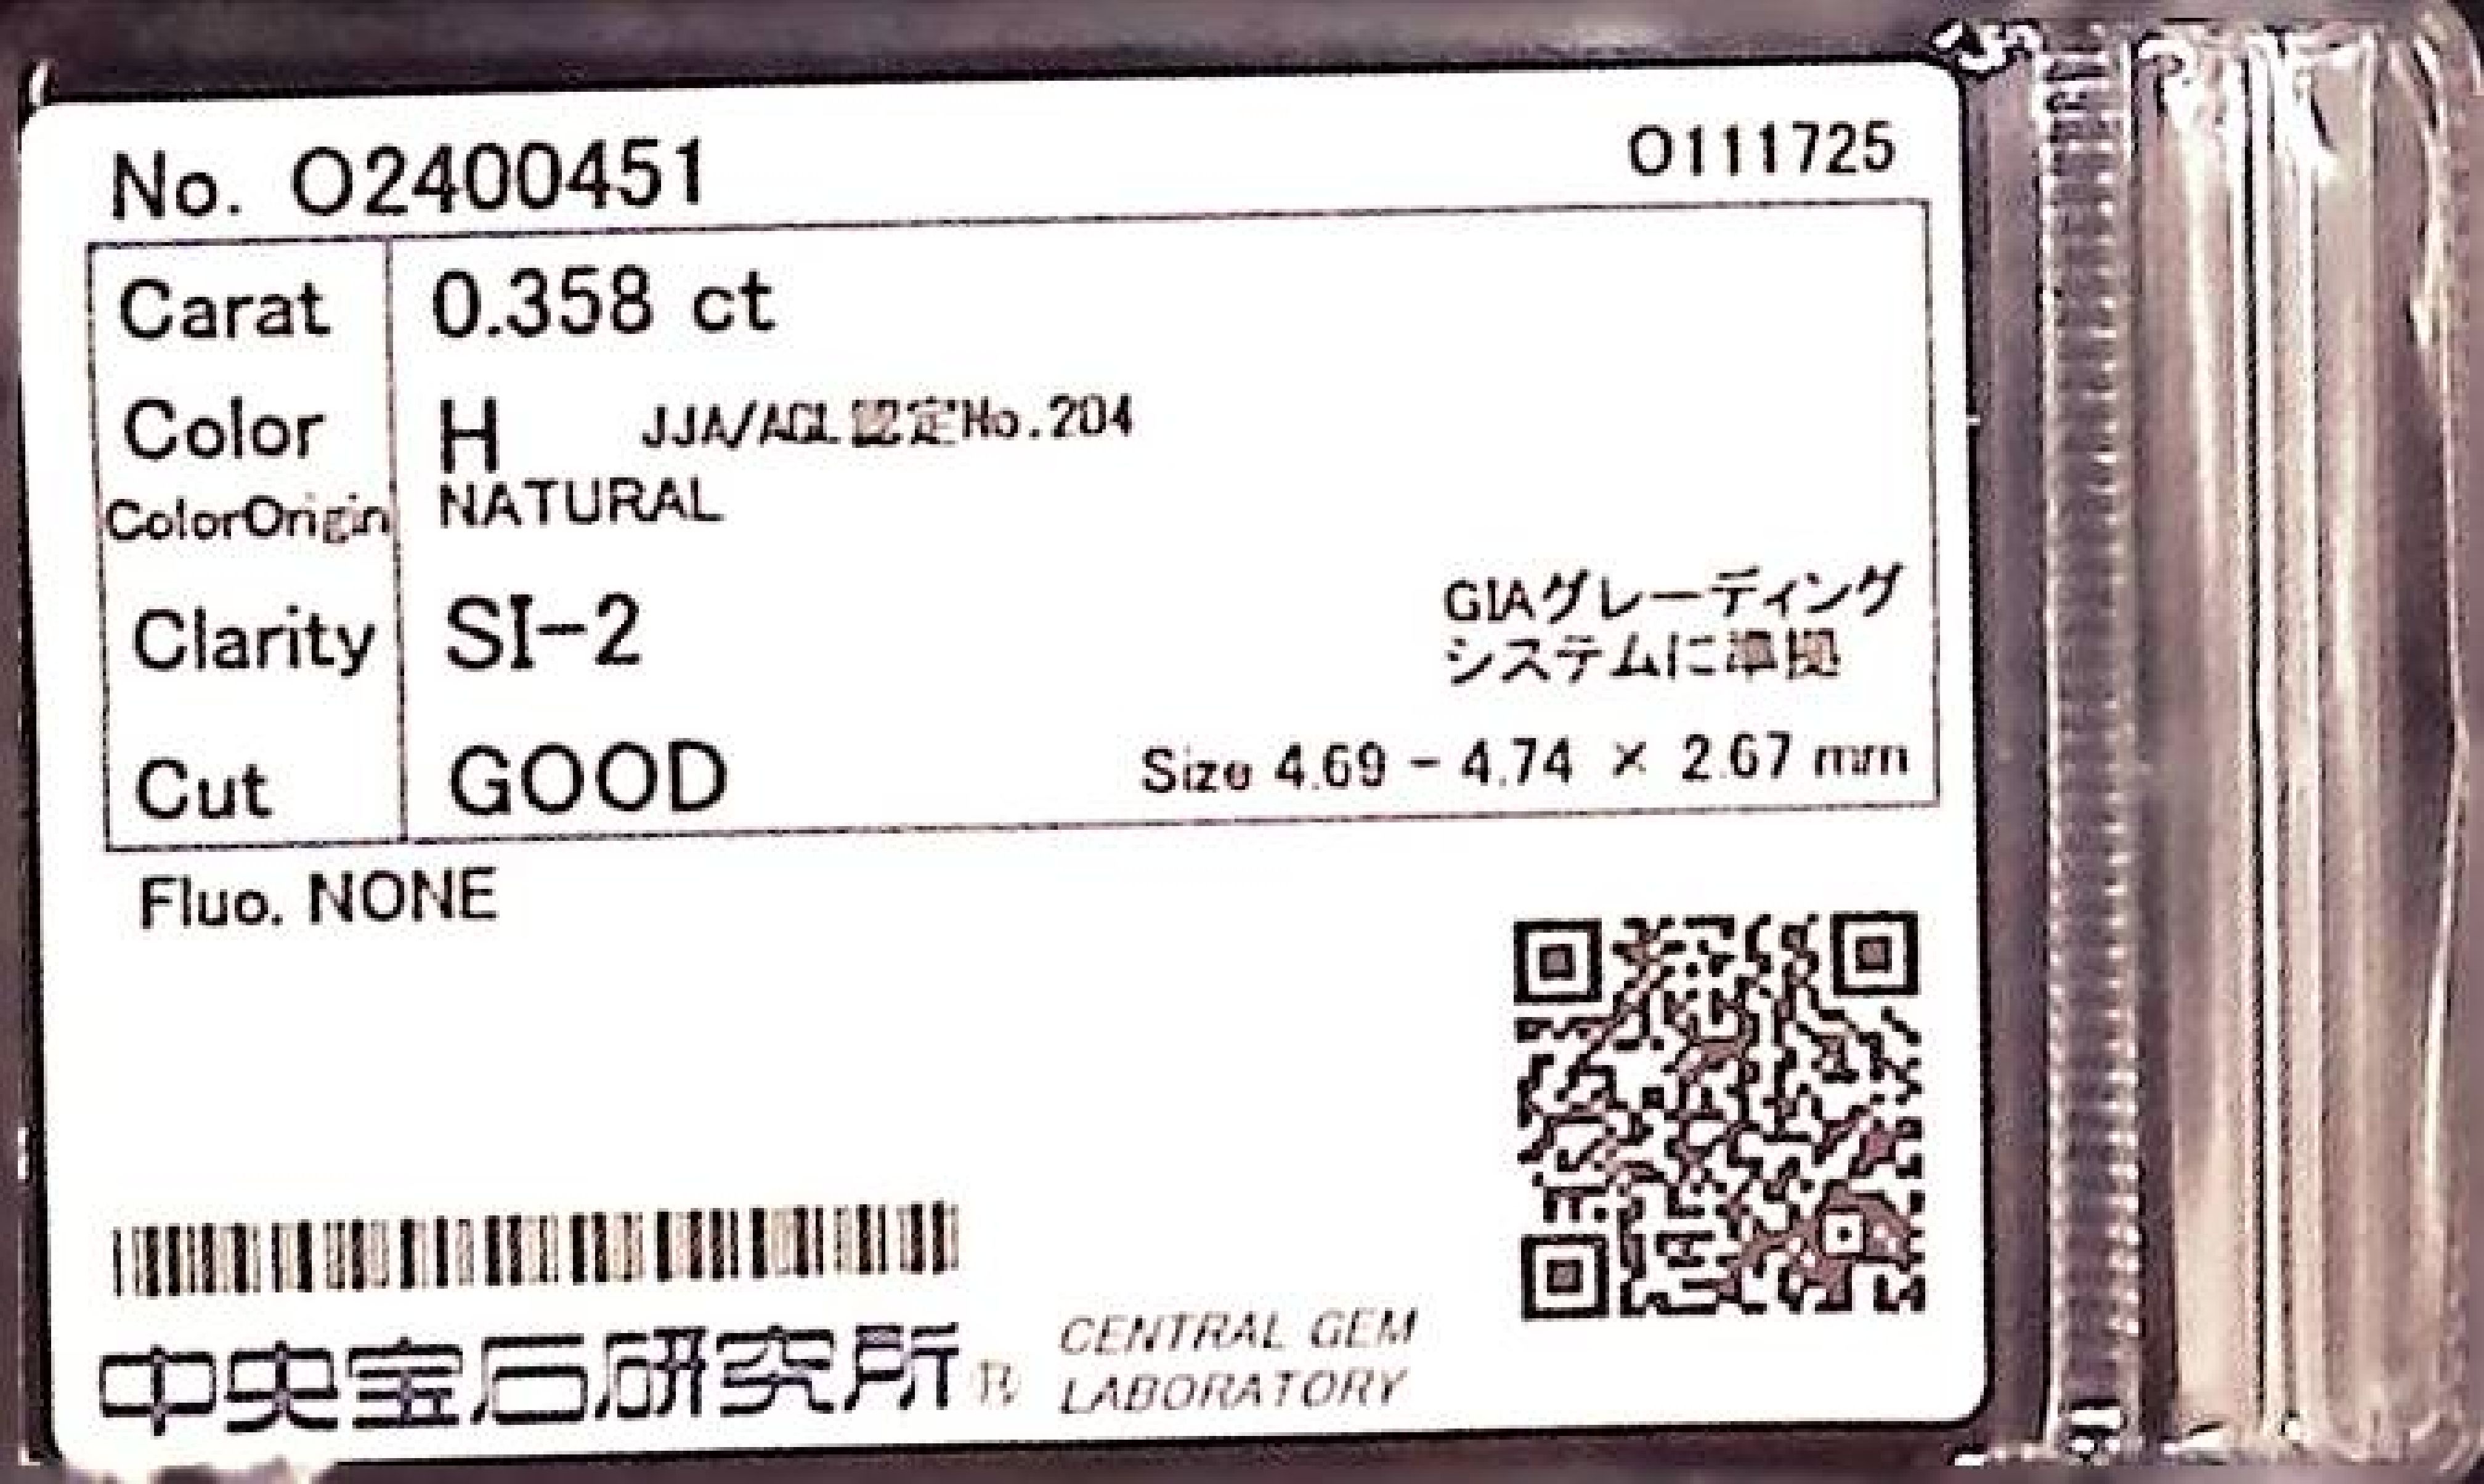 No. O2400451
O111725
Carat 0.358 ct
Color H JJA/AGL認定No.204
ColorOrigin NATURAL
Clarity SI-2
GIAグレーディング
システムに準拠
Cut GOOD Size 4.69 - 4.74 × 2.67 mm
Fluo. NONE
中央宝石研究所®
CENTRAL GEM
LABORATORY